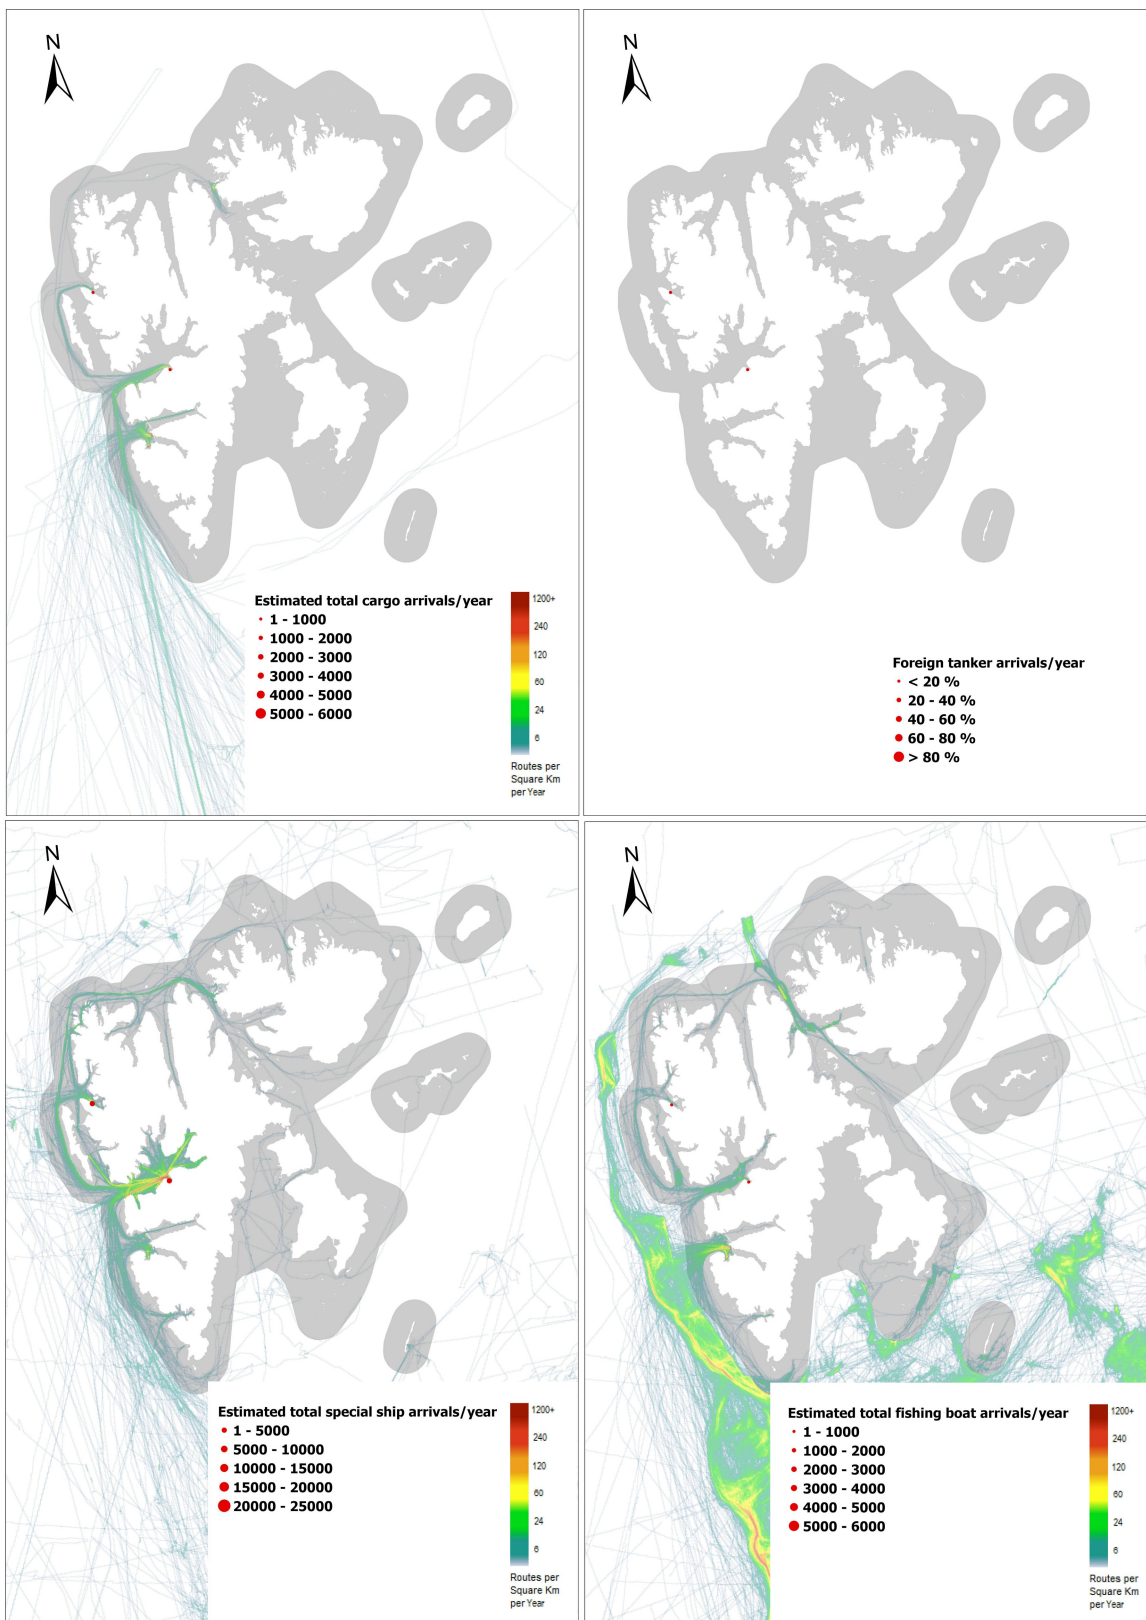 N
Estimated total cargo arrivals/year
1 - 1000
1000 - 2000
2000 - 3000
3000 - 4000
4000 - 5000
5000 - 6000
1200+
240
120
60
24
6
Routes per
Square Km
per Year
N
Foreign tanker arrivals/year
< 20 %
20 - 40 %
40 - 60 %
60 - 80 %
> 80 %
N
Estimated total special ship arrivals/year
1 - 5000
5000 - 10000
10000 - 15000
15000 - 20000
20000 - 25000
1200+
240
120
60
24
6
Routes per
Square Km
per Year
N
Estimated total fishing boat arrivals/year
1 - 1000
1000 - 2000
2000 - 3000
3000 - 4000
4000 - 5000
5000 - 6000
1200+
240
120
60
24
6
Routes per
Square Km
per Year